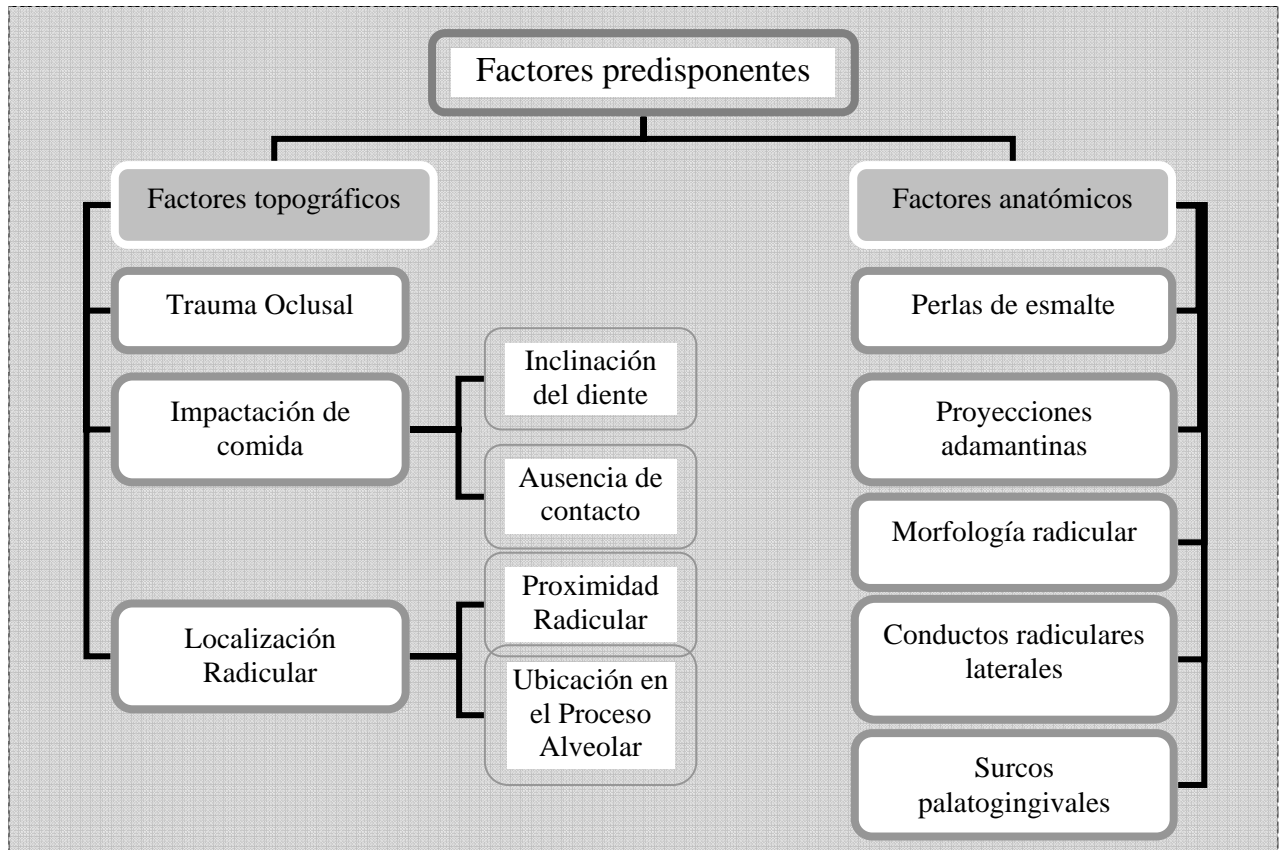 Factores predisponentes
Factores topográficos
Trauma Oclusal
Impactación de
comida
Inclinación
del diente
Ausencia de
contacto
Localización
Radicular
Proximidad
Radicular
Ubicación en
el Proceso
Alveolar
Factores anatómicos
Perlas de esmalte
Proyecciones
adamantinas
Morfología radicular
Conductos radiculares
laterales
Surcos
palatogingivales